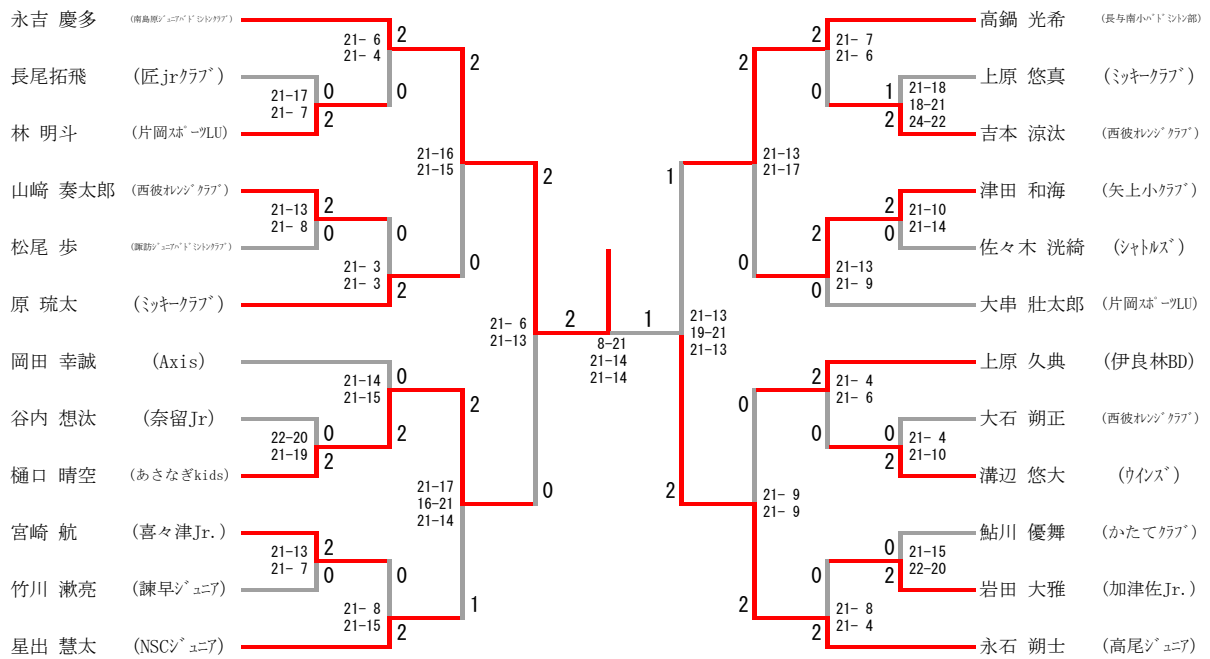 永吉 慶多 (南島原ジュニアバドミントンクラブ)
長尾拓飛 (匠jrクラブ)
林 明斗 (片岡スポーツLU)
山﨑 奏太郎 (西彼オレンジクラブ)
松尾 歩 (諏訪ジュニアバドミントンクラブ)
原 琉太 (ミッキークラブ)
岡田 幸誠 (Axis)
谷内 想汰 (奈留Jr)
樋口 晴空 (あさなぎkids)
宮崎 航 (喜々津Jr.)
竹川 漱亮 (諫早ジュニア)
星出 慧太 (NSCジュニア)
21- 6 2
21- 4
0
21-17 0
21- 7 2
21-13 2
21- 8 0
0
21- 3
21- 3 2
2
21-16
21-15
0
21-14 0
21-15
2
22-20 0
21-19 2
21-13 2
21- 7 0
0
21- 8
21-15 2
2
21-17
16-21
21-14
1
2
21- 6
21-13
0
2 1
8-21
21-14
21-14
1
21-13
19-21
21-13
2
2
21-13
21-17
0
2 21- 7
21- 6
0
1 21-18
18-21
2 24-22
2 21-10
0 21-14
2
21-13
0 21- 9
0
21- 9
21- 9
2
2 21- 4
21- 6
0
0 21- 4
2 21-10
0 21-15
2 22-20
0
21- 8
2 21- 4
高鍋 光希 (長与南小バドミントン部)
上原 悠真 (ミッキークラブ)
吉本 涼汰 (西彼オレンジクラブ)
津田 和海 (矢上小クラブ)
佐々木 洸綺 (シャトルズ)
大串 壯太郎 (片岡スポーツLU)
上原 久典 (伊良林BD)
大石 朔正 (西彼オレンジクラブ)
溝辺 悠大 (ウインズ)
鮎川 優舞 (かたてクラブ)
岩田 大雅 (加津佐Jr.)
永石 朔士 (高尾ジュニア)